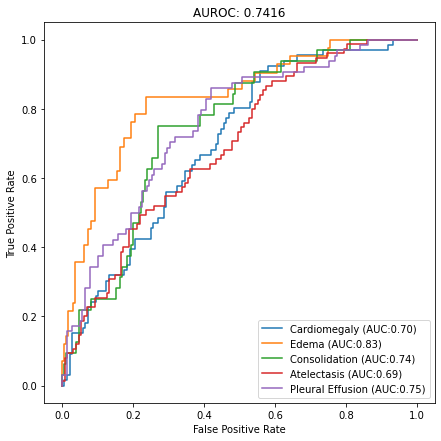 AUROC: 0.7416
True Positive Rate
1.0
0.8
0.6
0.4
0.2
0.0
Cardiomegaly (AUC:0.70)
Edema (AUC:0.83)
Consolidation (AUC:0.74)
Atelectasis (AUC:0.69)
Pleural Effusion (AUC:0.75)
0.0 0.2 0.4 0.6 0.8 1.0
False Positive Rate